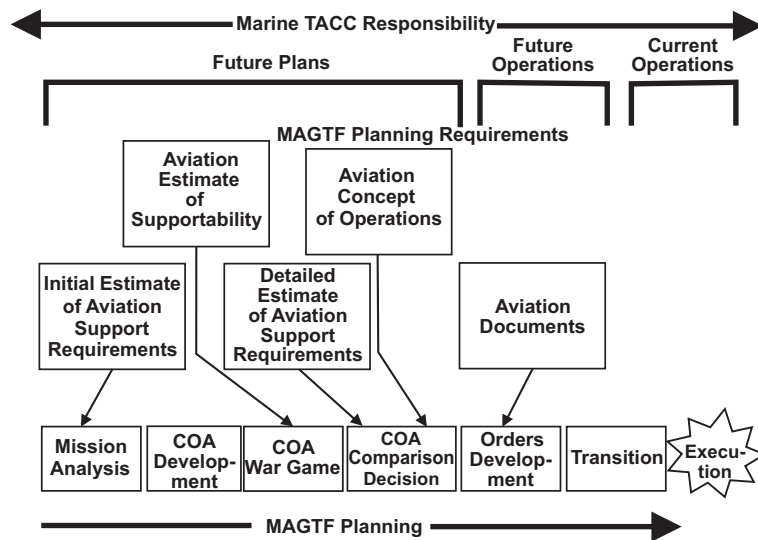 Marine TACC Responsibility
Future Plans
Future
Operations
Current
Operations
MAGTF Planning Requirements
Aviation
Estimate
of
Supportability
Aviation
Concept
of Operations
Initial Estimate
of Aviation
Support
Requirements
Detailed
Estimate
of Aviation
Support
Requirements
Aviation
Documents
Mission
Analysis
COA
Develop-
ment
COA
War Game
COA
Comparison
Decision
Orders
Develop-
ment
Transition
Execu-
tion
MAGTF Planning